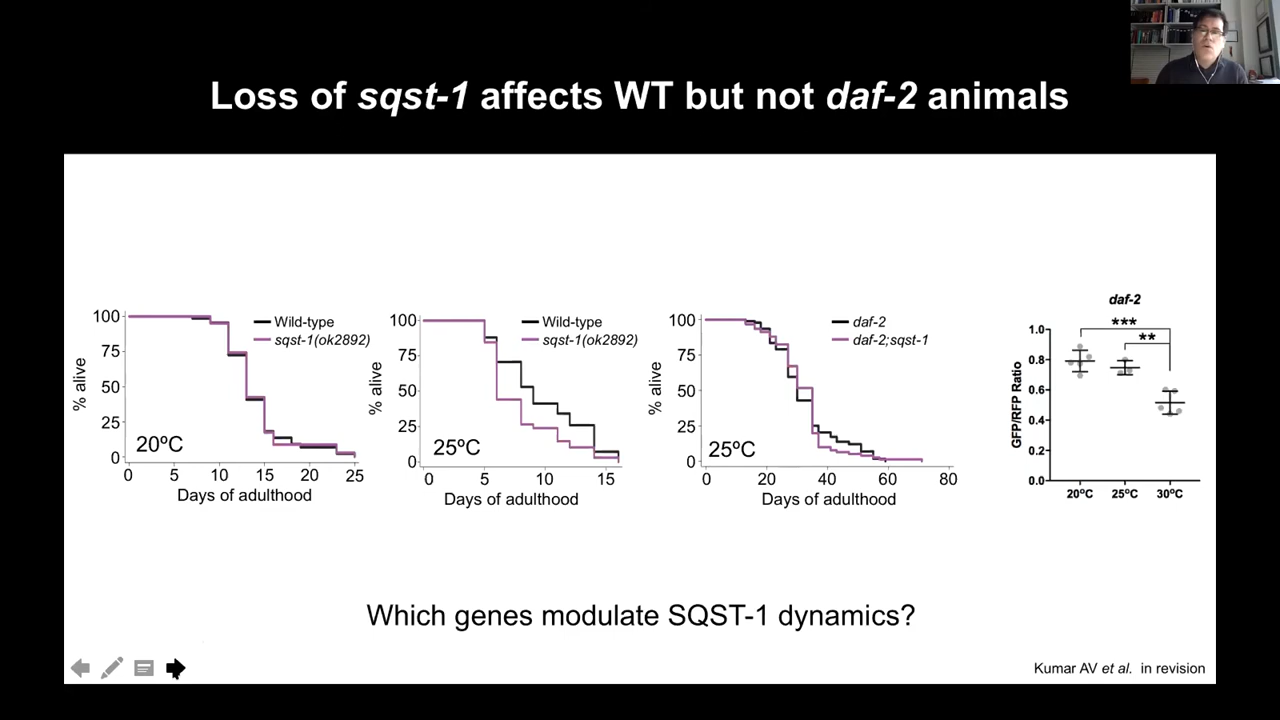 Loss of sqst-1 affects WT but not daf-2 animals
100
75
50
25
0
% alive
Wild-type
sqst-1(ok2892)
20ºC
0 5 10 15 20 25
Days of adulthood
100
75
50
25
0
% alive
Wild-type
sqst-1(ok2892)
25ºC
0 5 10 15
Days of adulthood
100
75
50
25
0
% alive
daf-2
daf-2;sqst-1
25ºC
0 20 40 60 80
Days of adulthood
daf-2
***
**
1.0
0.8
0.6
0.4
0.2
0.0
GFP/RFP Ratio
20ºC 25ºC 30ºC
Which genes modulate SQST-1 dynamics?
Kumar AV et al. in revision